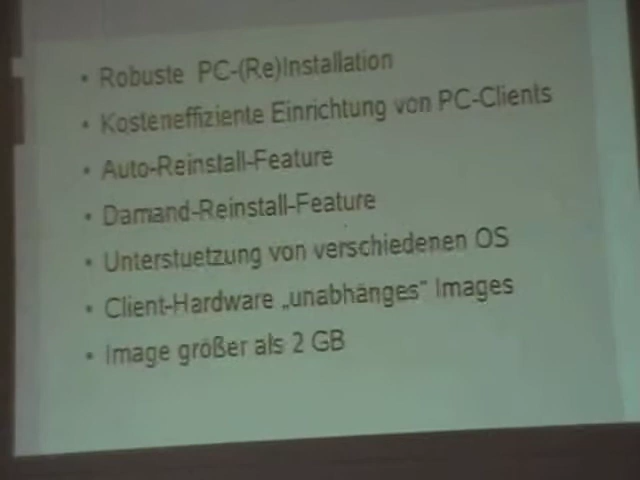 • Robuste PC-(Re)Installation
• Kosteneffiziente Einrichtung von PC-Clients
• Auto-Reinstall-Feature
• Damand-Reinstall-Feature
• Unterstuetzung von verschiedenen OS
• Client-Hardware „unabhänges“ Images
• Image größer als 2 GB